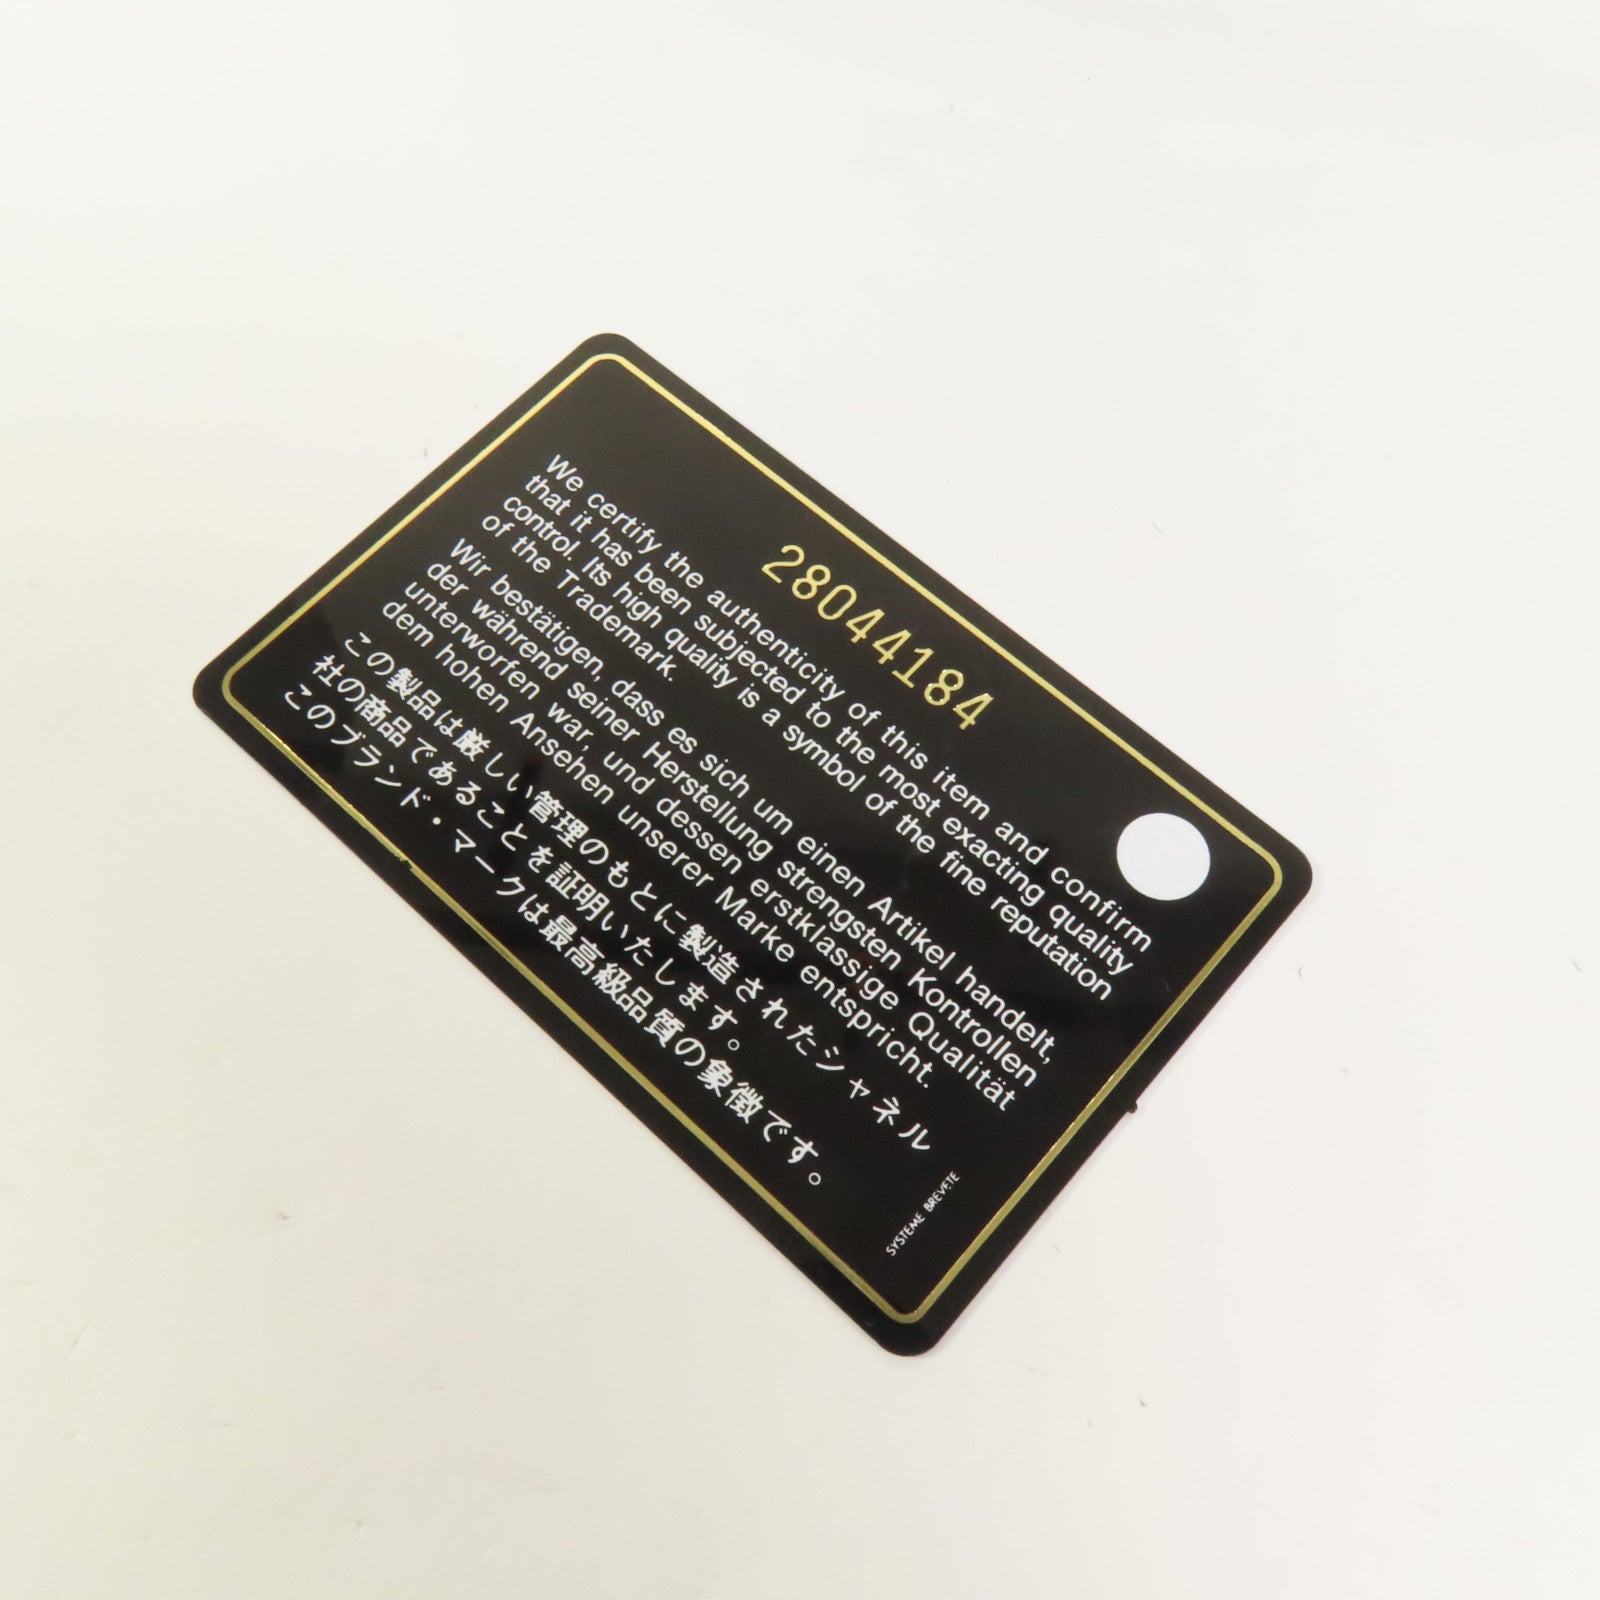 28044184
We certify the authenticity of this item and confirm
that it has been subjected to the most exacting quality
control. Its high quality is a symbol of the fine reputation
of the Trademark.
Wir bestätigen, dass es sich um einen Artikel handelt,
der während seiner Herstellung strengsten Kontrollen
unterworfen war, und dessen erstklassige Qualität
dem hohen Ansehen unserer Marke entspricht.
この製品は厳しい管理のもとに製造されたシャネル
社の商品であることを証明いたします。
このブランド・マークは最高級品質の象徴です。
SYSTEME BREVETE